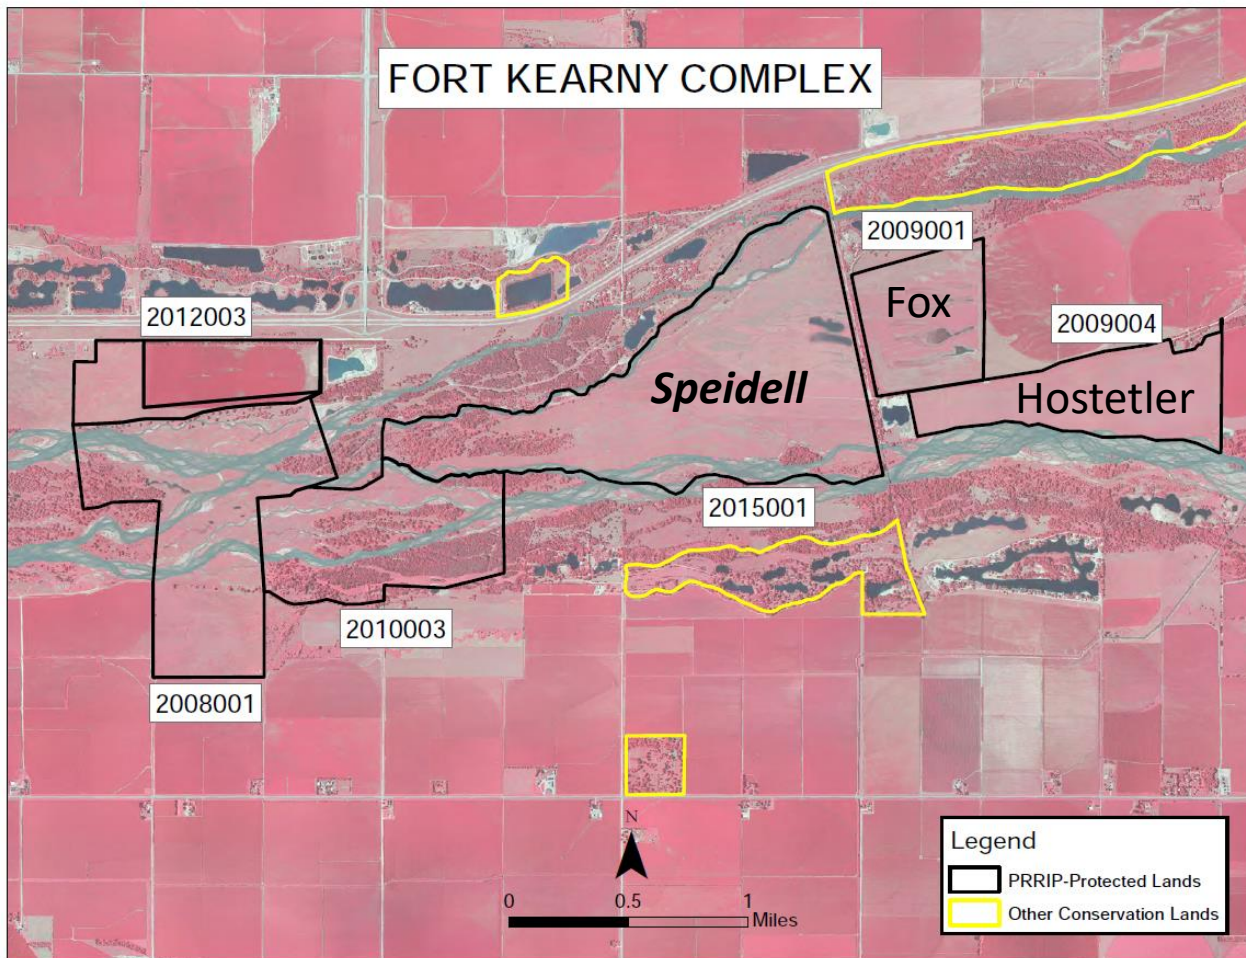 FORT KEARNY COMPLEX
2009001
Fox
2012003
2009004
Speidell
Hostetler
2015001
2010003
2008001
N
0 0.5 1
Miles
Legend
PRRIP-Protected Lands
Other Conservation Lands